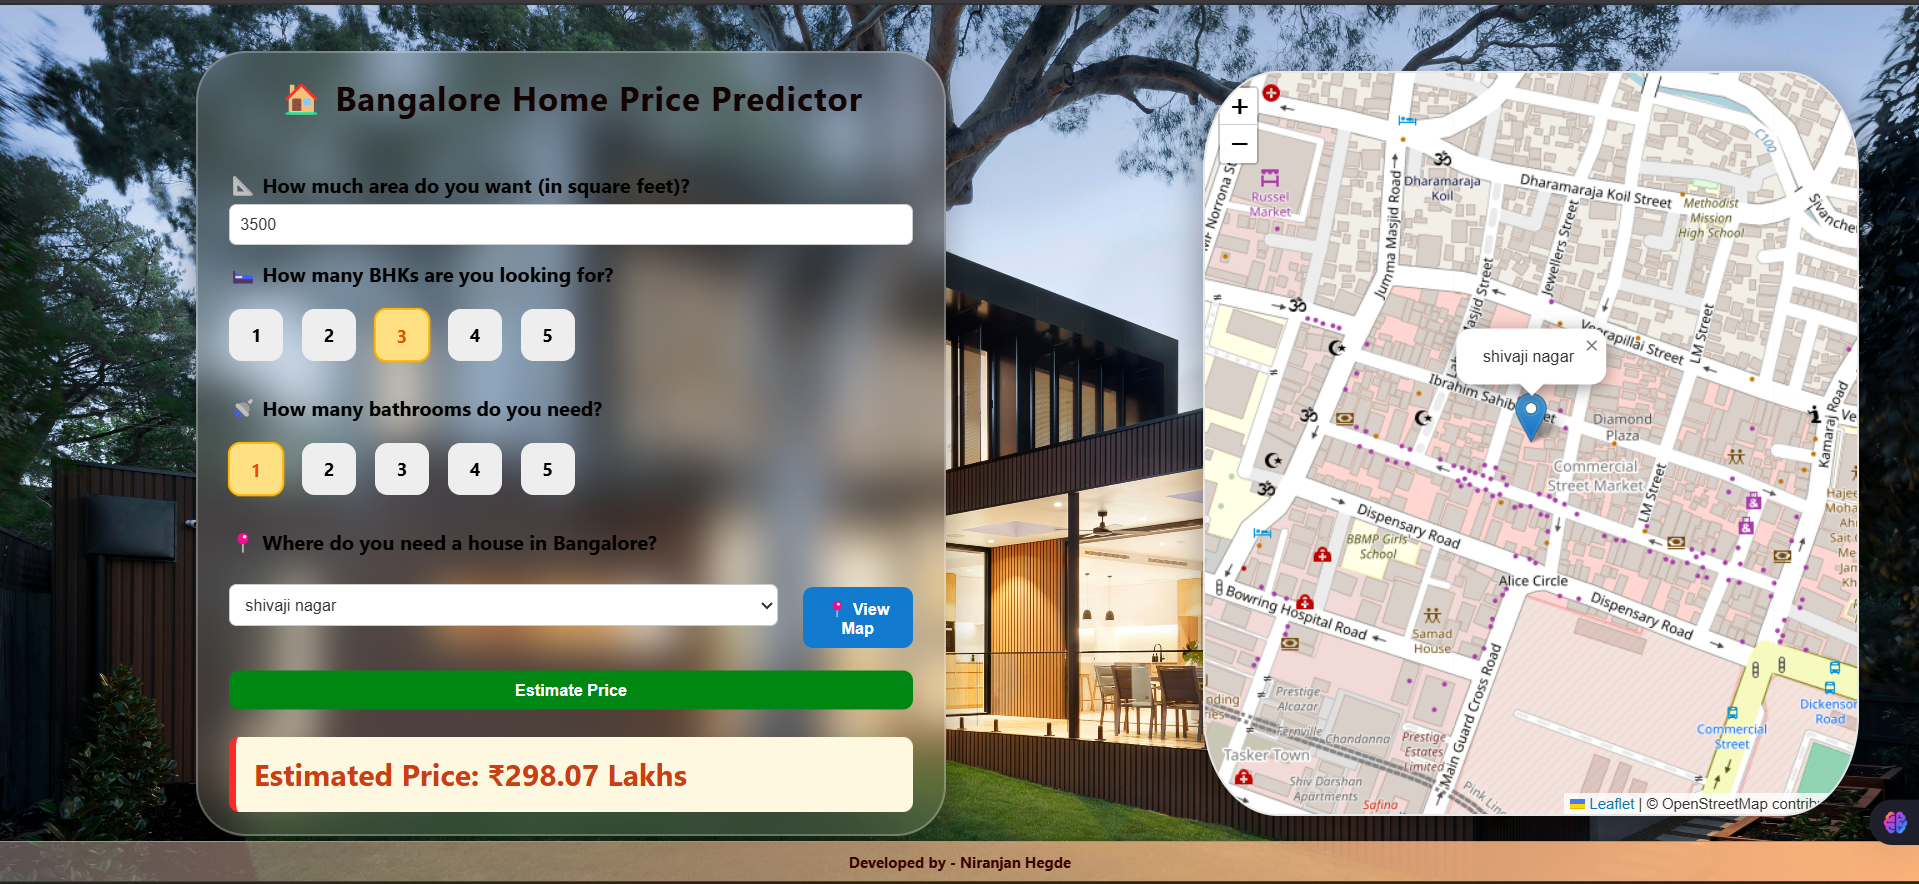 Bangalore Home Price Predictor
How much area do you want (in square feet)?
3500
How many BHKs are you looking for?
1 2 3 4 5
How many bathrooms do you need?
1 2 3 4 5
Where do you need a house in Bangalore?
shivaji nagar
View
Map
Estimate Price
Estimated Price: ₹298.07 Lakhs
Developed by - Niranjan Hegde
+
−
Russel
Market
Jumma Masjid Road
Dharamaraja
Koil
Dharamaraja Koil Street
Methodist
Mission
High School
C100
Jewellers Street
Veerapillai Street
LM Street
shivaji nagar
×
Diamond
Plaza
Commercial
Street Market
LM Street
Kamaraj Road
Dispensary Road
BBMP Girls'
School
Alice Circle
Dispensary Road
Bowring Hospital Road
Samad
House
Main Guard Cross Road
Prestige
Alcazar
Fernville
Chandanna
Prestige
Estates
Limited
Tasker Town
Shiv Darshan
Apartments
Safina
Commercial
Street
Dickenson
Road
Leaflet | © OpenStreetMap contrib